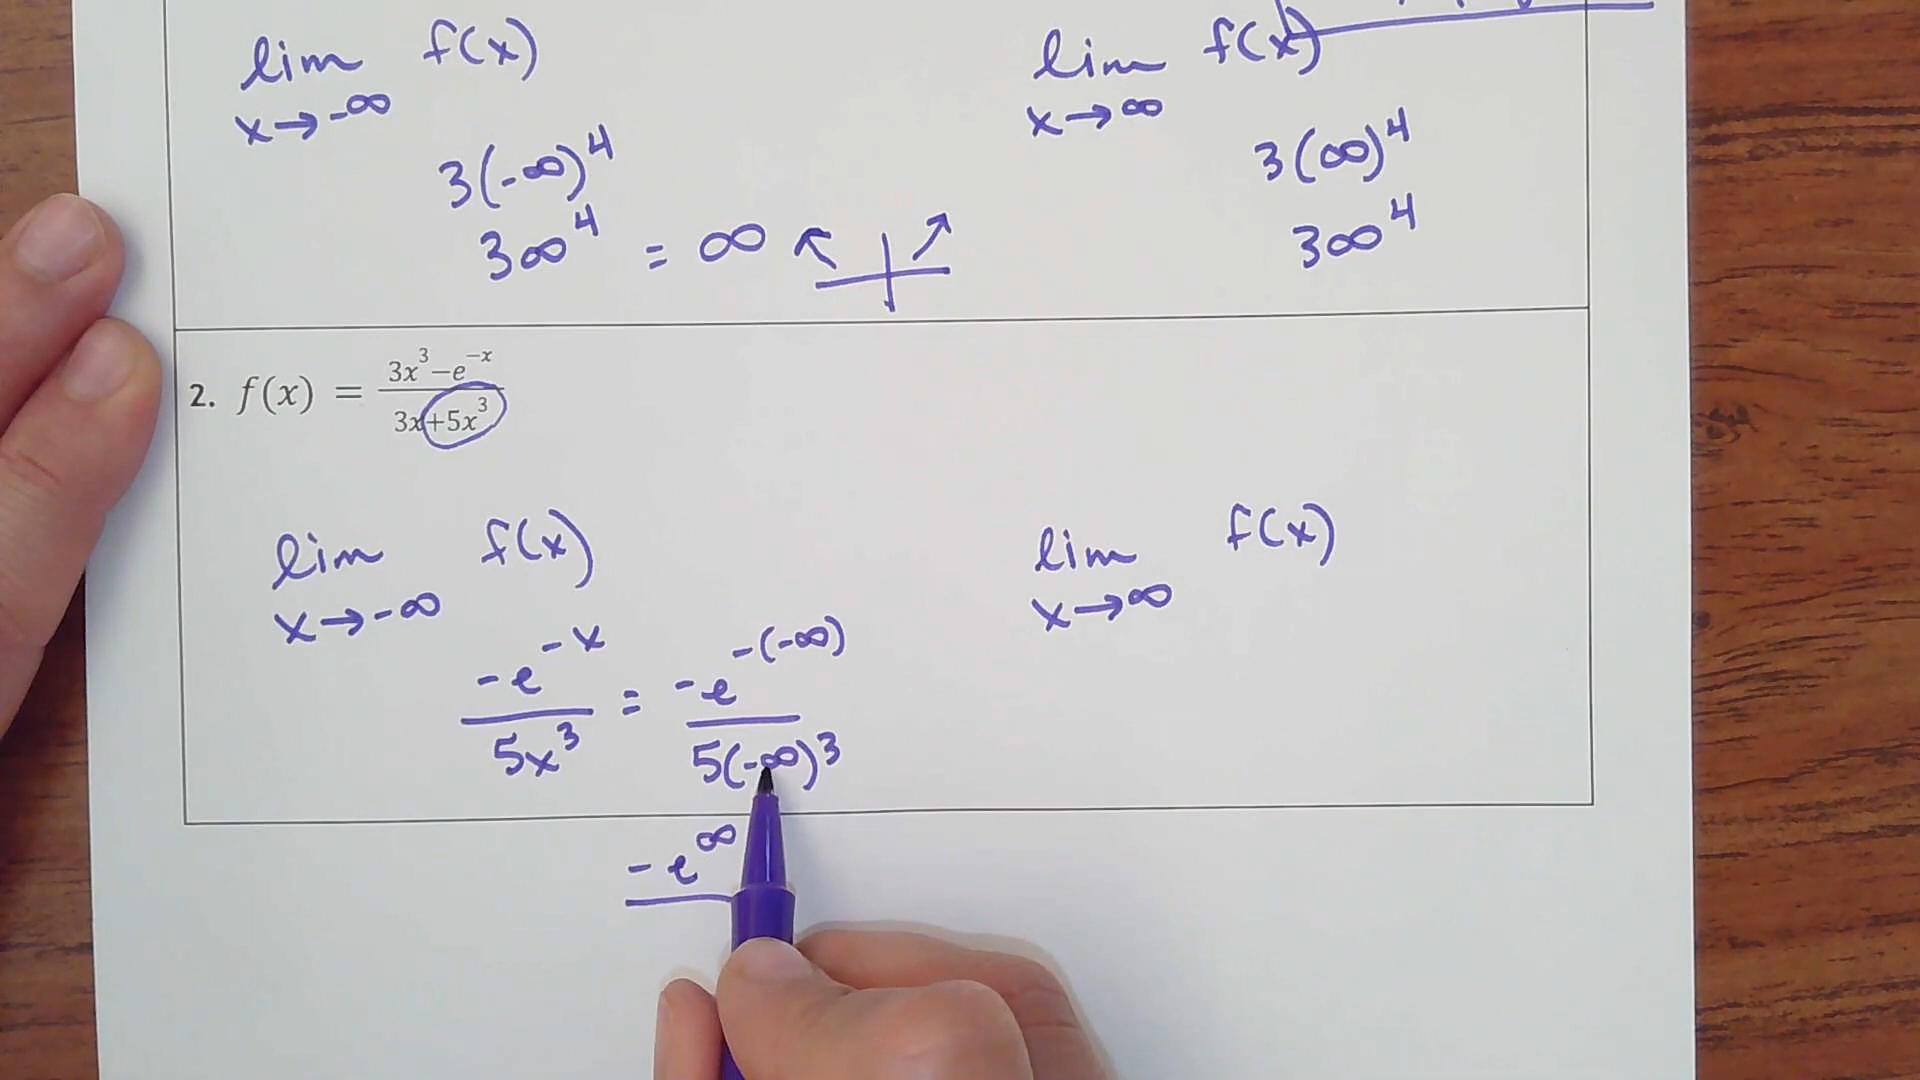 lim f(x)
x→-∞
3(-∞)⁴
3∞⁴ = ∞
lim f(x)
x→∞
3(∞)⁴
3∞⁴
2. f(x) = (3x³−e⁻ˣ)/(3x+5x³)
lim f(x)
x→-∞
-e^(-x)/5x³ = -e^(-(-∞))/5(-∞)³
-e^∞
lim f(x)
x→∞